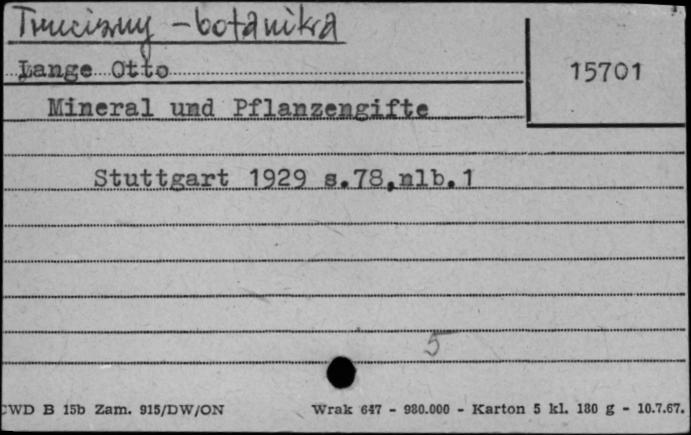 Trucizny - botanika
Lange Otto
15701
Mineral und Pflanzengifte
Stuttgart 1929 s.78,nlb.1
5
CWD B 15b Zam. 915/DW/ON Wrak 647 - 980.000 - Karton 5 kl. 180 g - 10.7.67.